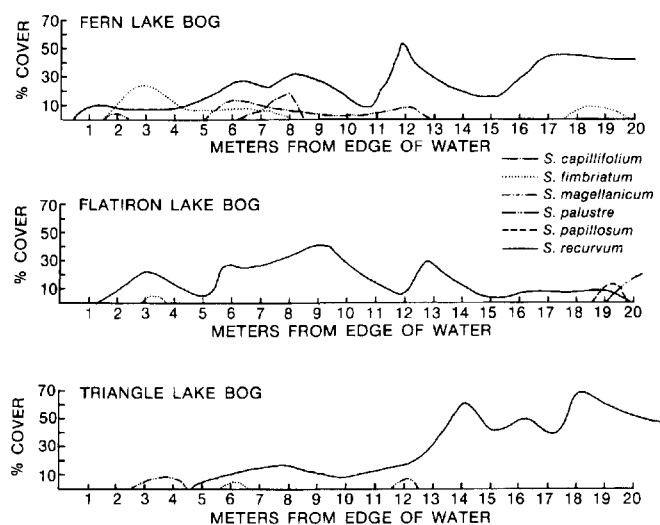 FERN LAKE BOG
% COVER
70
50
30
10
1 2 3 4 5 6 7 8 9 10 11 12 13 14 15 16 17 18 19 20
METERS FROM EDGE OF WATER
S. capillifolium
S. fimbriatum
S. magellanicum
S. palustre
S. papillosum
S. recurvum
FLATIRON LAKE BOG
% COVER
70
50
30
10
1 2 3 4 5 6 7 8 9 10 11 12 13 14 15 16 17 18 19 20
METERS FROM EDGE OF WATER
TRIANGLE LAKE BOG
% COVER
70
50
30
10
1 2 3 4 5 6 7 8 9 10 11 12 13 14 15 16 17 18 19 20
METERS FROM EDGE OF WATER